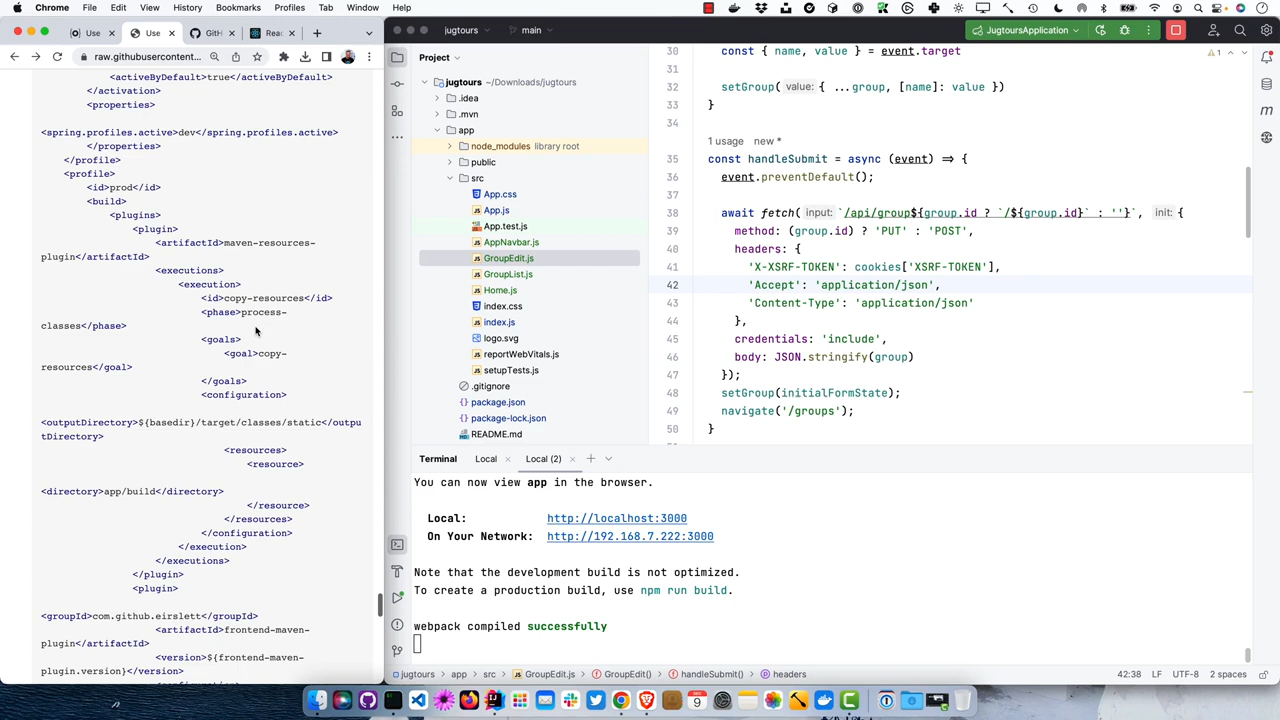 Chrome File Edit View History Bookmarks Profiles Tab Window Help
Use
Use
GitH
Rea
raw.githubusercontent...
<activeByDefault>true</activeByDefault>
</activation>
<properties>
<spring.profiles.active>dev</spring.profiles.active>
</properties>
</profile>
<profile>
<id>prod</id>
<build>
<plugins>
<plugin>
<artifactId>maven-resources-
plugin</artifactId>
<executions>
<execution>
<id>copy-resources</id>
<phase>process-
classes</phase>
<goals>
<goal>copy-
resources</goal>
</goals>
<configuration>
<outputDirectory>${basedir}/target/classes/static</outpu
tDirectory>
<resources>
<resource>
<directory>app/build</directory>
</resource>
</resources>
</configuration>
</execution>
</executions>
</plugin>
<plugin>
<groupId>com.github.eirslett</groupId>
<artifactId>frontend-maven-
plugin</artifactId>
<version>${frontend-maven-
plugin.version}</version>
jugtours
main
JugtoursApplication
Project
jugtours ~/Downloads/jugtours
.idea
.mvn
app
node_modules library root
public
src
App.css
App.js
App.test.js
AppNavbar.js
GroupEdit.js
GroupList.js
Home.js
index.css
index.js
logo.svg
reportWebVitals.js
setupTests.js
.gitignore
package.json
package-lock.json
README.md
1
30 const { name, value } = event.target
31
32 setGroup( value: { ...group, [name]: value })
33 }
34
1 usage new *
35 const handleSubmit = async (event) => {
36 event.preventDefault();
37
38 await fetch( input: `/api/group${group.id ? `/${group.id}` : ''}`, init: {
39 method: (group.id) ? 'PUT' : 'POST',
40 headers: {
41 'X-XSRF-TOKEN': cookies['XSRF-TOKEN'],
42 'Accept': 'application/json',
43 'Content-Type': 'application/json'
44 },
45 credentials: 'include',
46 body: JSON.stringify(group)
47 });
48 setGroup(initialFormState);
49 navigate('/groups');
50 }
Terminal
Local
Local (2)
You can now view app in the browser.
Local: http://localhost:3000
On Your Network: http://192.168.7.222:3000
Note that the development build is not optimized.
To create a production build, use npm run build.
webpack compiled successfully
jugtours > app > src > GroupEdit.js > GroupEdit() > handleSubmit() > headers
42:38 LF UTF-8 2 spaces